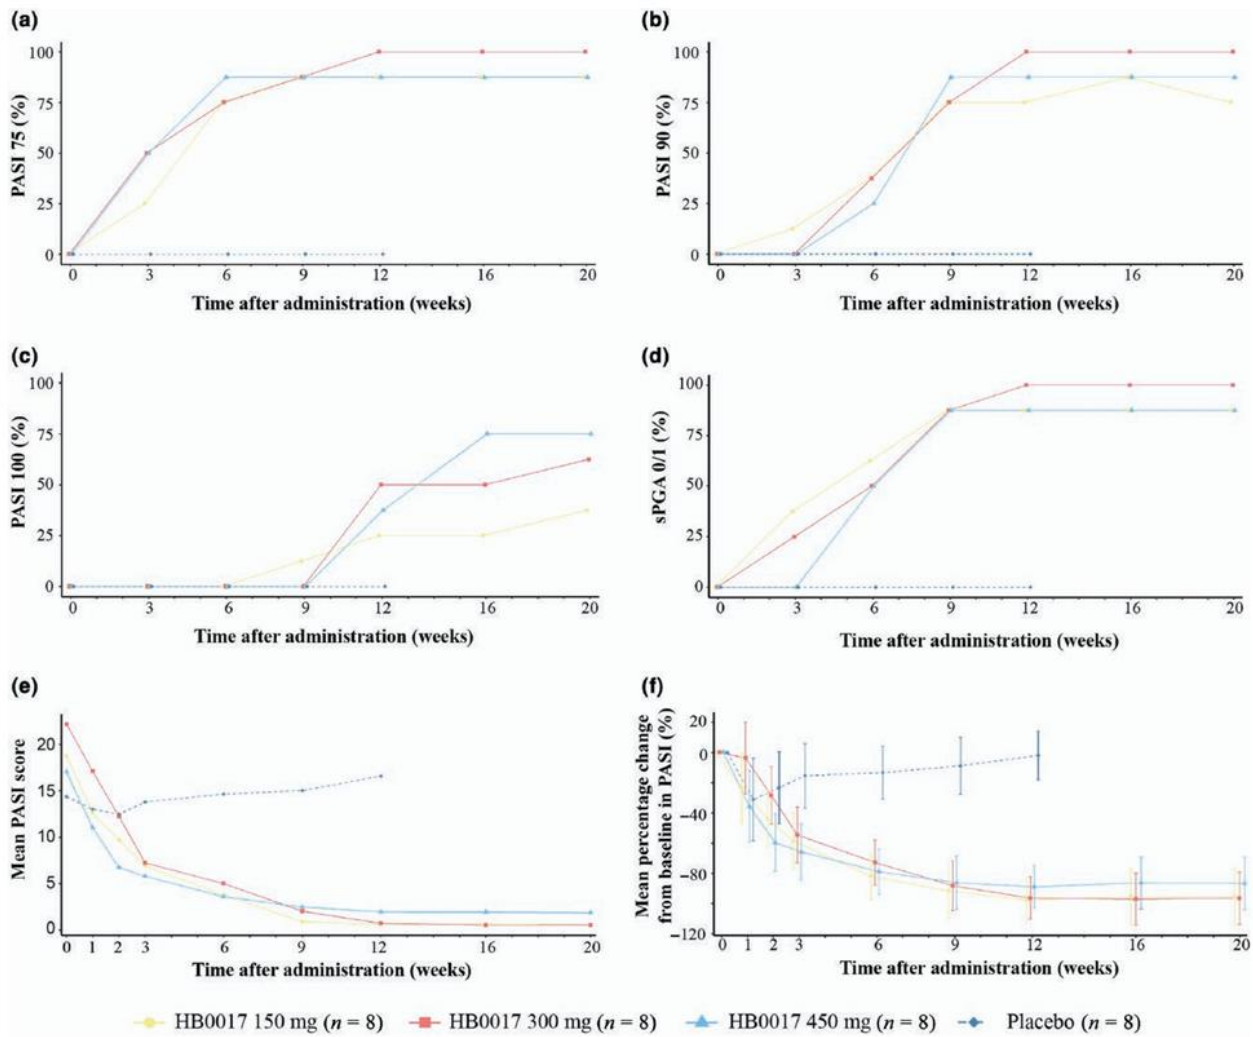 (a)
PASI 75 (%)
100
75
50
25
0
0 3 6 9 12 16 20
Time after administration (weeks)
(b)
PASI 90 (%)
100
75
50
25
0
0 3 6 9 12 16 20
Time after administration (weeks)
(c)
PASI 100 (%)
100
75
50
25
0
0 3 6 9 12 16 20
Time after administration (weeks)
(d)
sPGA 0/1 (%)
100
75
50
25
0
0 3 6 9 12 16 20
Time after administration (weeks)
(e)
Mean PASI score
20
15
10
5
0
0 1 2 3 6 9 12 16 20
Time after administration (weeks)
(f)
Mean percentage change
from baseline in PASI (%)
20
0
−40
−80
−120
0 1 2 3 6 9 12 16 20
Time after administration (weeks)
HB0017 150 mg (n = 8) HB0017 300 mg (n = 8) HB0017 450 mg (n = 8) Placebo (n = 8)